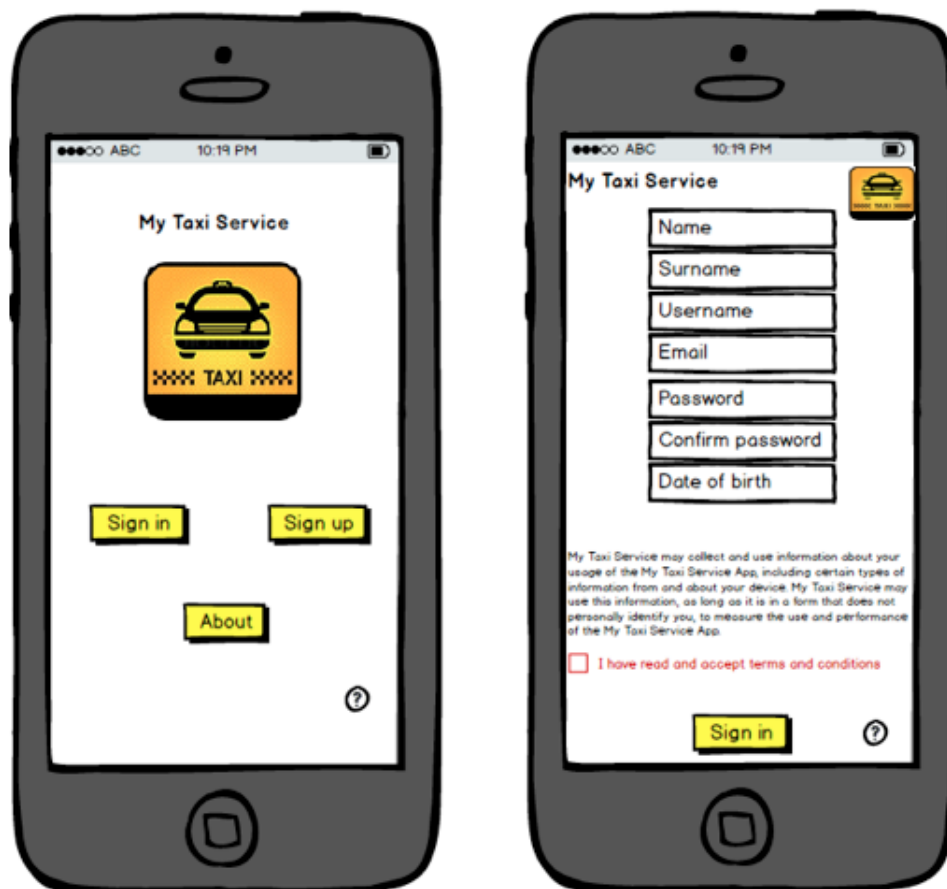 ABC 10:19 PM
My Taxi Service
TAXI
Sign in Sign up
About
?
ABC 10:19 PM
My Taxi Service
TAXI
Name
Surname
Username
Email
Password
Confirm password
Date of birth
My Taxi Service may collect and use information about your
usage of the My Taxi Service App, including certain types of
information from and about your device. My Taxi Service may
use this information, as long as it is in a form that does not
personally identify you, to measure the use and performance
of the My Taxi Service App.
I have read and accept terms and conditions
Sign in ?